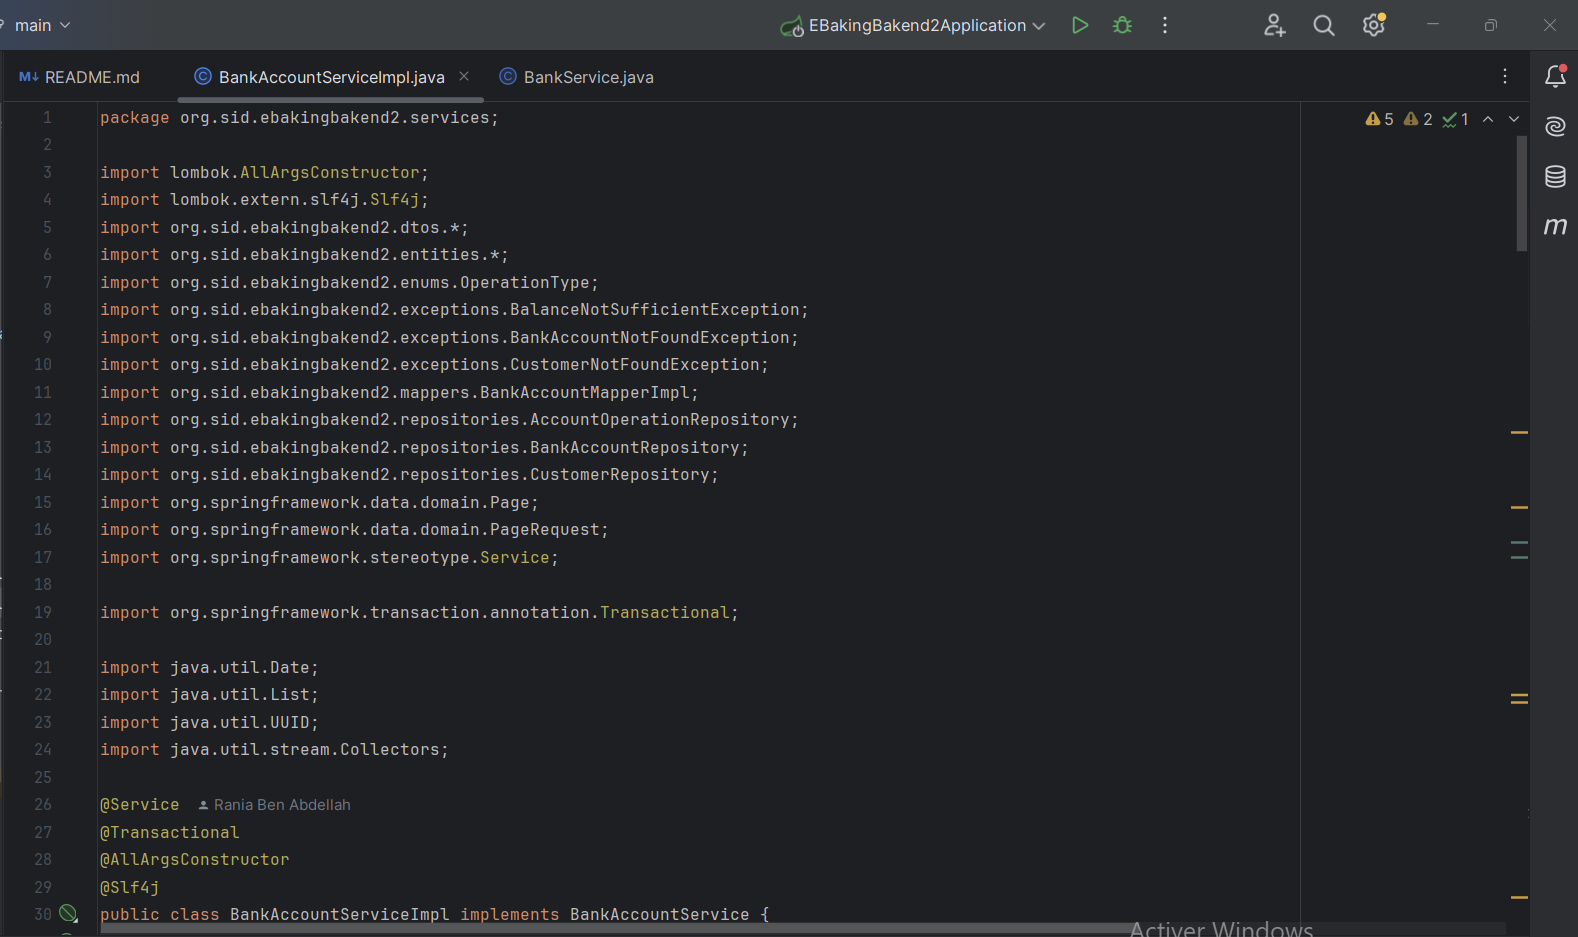 main
EBakingBakend2Application
README.md
BankAccountServiceImpl.java
BankService.java
5 2 1
1 package org.sid.ebakingbakend2.services;
2
3 import lombok.AllArgsConstructor;
4 import lombok.extern.slf4j.Slf4j;
5 import org.sid.ebakingbakend2.dtos.*;
6 import org.sid.ebakingbakend2.entities.*;
7 import org.sid.ebakingbakend2.enums.OperationType;
8 import org.sid.ebakingbakend2.exceptions.BalanceNotSufficientException;
9 import org.sid.ebakingbakend2.exceptions.BankAccountNotFoundException;
10 import org.sid.ebakingbakend2.exceptions.CustomerNotFoundException;
11 import org.sid.ebakingbakend2.mappers.BankAccountMapperImpl;
12 import org.sid.ebakingbakend2.repositories.AccountOperationRepository;
13 import org.sid.ebakingbakend2.repositories.BankAccountRepository;
14 import org.sid.ebakingbakend2.repositories.CustomerRepository;
15 import org.springframework.data.domain.Page;
16 import org.springframework.data.domain.PageRequest;
17 import org.springframework.stereotype.Service;
18
19 import org.springframework.transaction.annotation.Transactional;
20
21 import java.util.Date;
22 import java.util.List;
23 import java.util.UUID;
24 import java.util.stream.Collectors;
25
26 @Service Rania Ben Abdellah
27 @Transactional
28 @AllArgsConstructor
29 @Slf4j
30 public class BankAccountServiceImpl implements BankAccountService {
Activer Windows